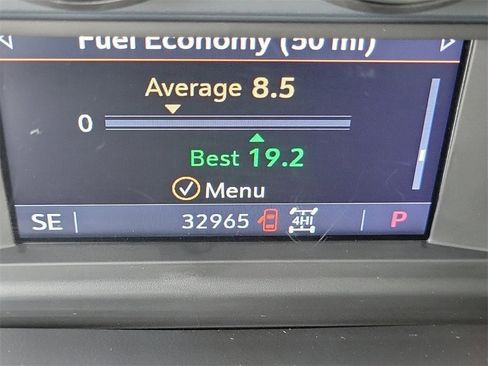 Fuel Economy (50 mi)
Average 8.5
0
Best 19.2
Menu
SE 32965 4HI P